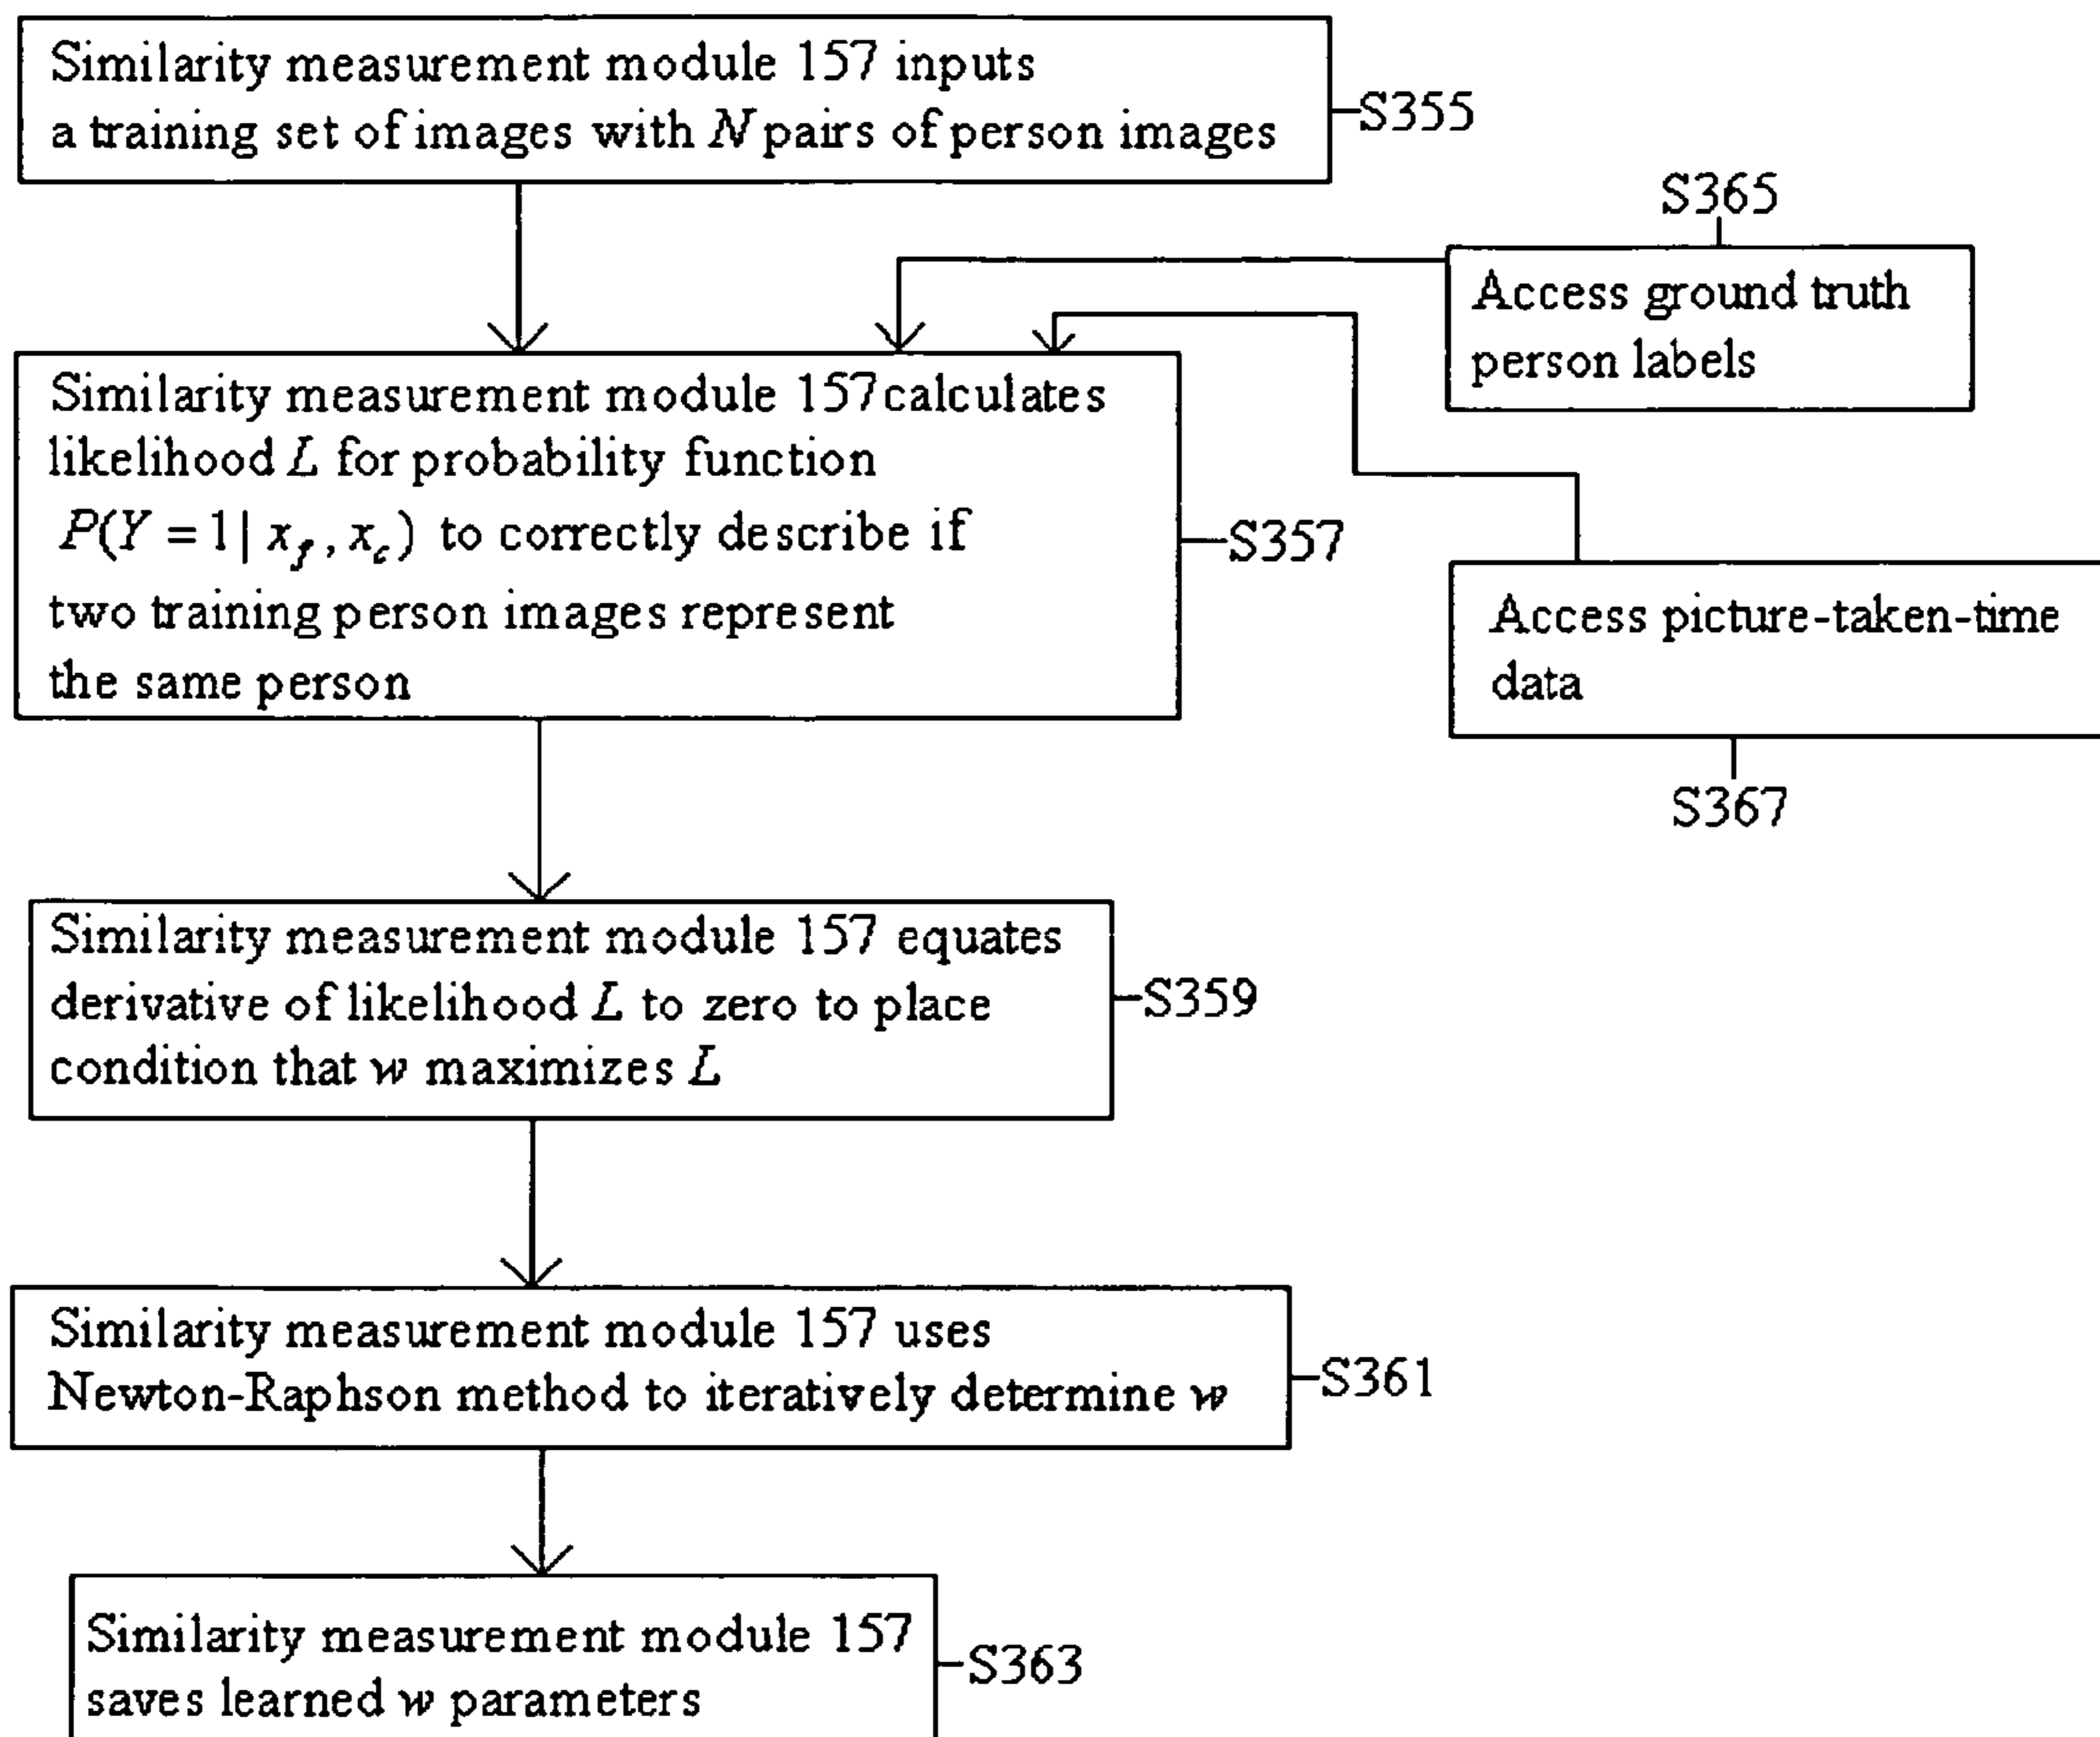 Similarity measurement module 157 inputs
a training set of images with N pairs of person images
S355
S365
Access ground truth
person labels
Similarity measurement module 157calculates
likelihood L for probability function
P(Y = 1| x_f, x_c) to correctly describe if
two training person images represent
the same person
S357
Access picture-taken-time
data
S367
Similarity measurement module 157 equates
derivative of likelihood L to zero to place
condition that w maximizes L
S359
Similarity measurement module 157 uses
Newton-Raphson method to iteratively determine w
S361
Similarity measurement module 157
saves learned w parameters
S363